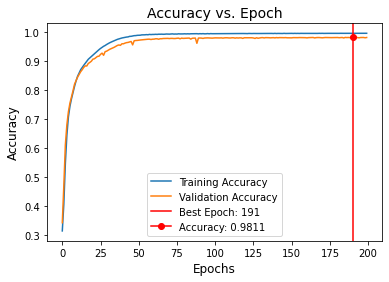 Accuracy vs. Epoch
Accuracy
1.0
0.9
0.8
0.7
0.6
0.5
0.4
0.3
Training Accuracy
Validation Accuracy
Best Epoch: 191
Accuracy: 0.9811
0 25 50 75 100 125 150 175 200
Epochs